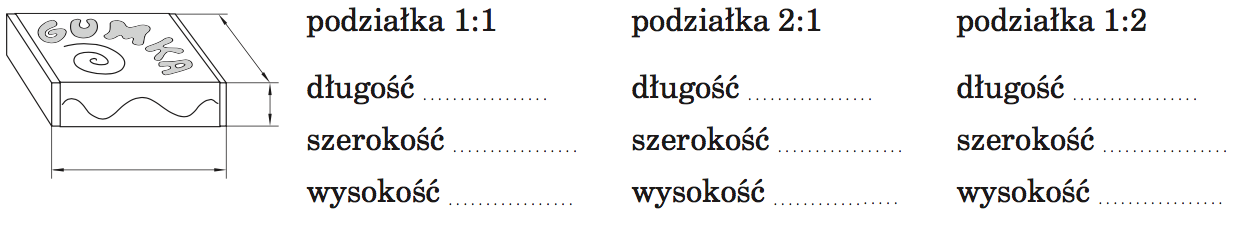 GUMKA
podziałka 1:1 podziałka 2:1 podziałka 1:2
długość ................. długość ................. długość .................
szerokość ................. szerokość ................. szerokość .................
wysokość ................. wysokość ................. wysokość .................